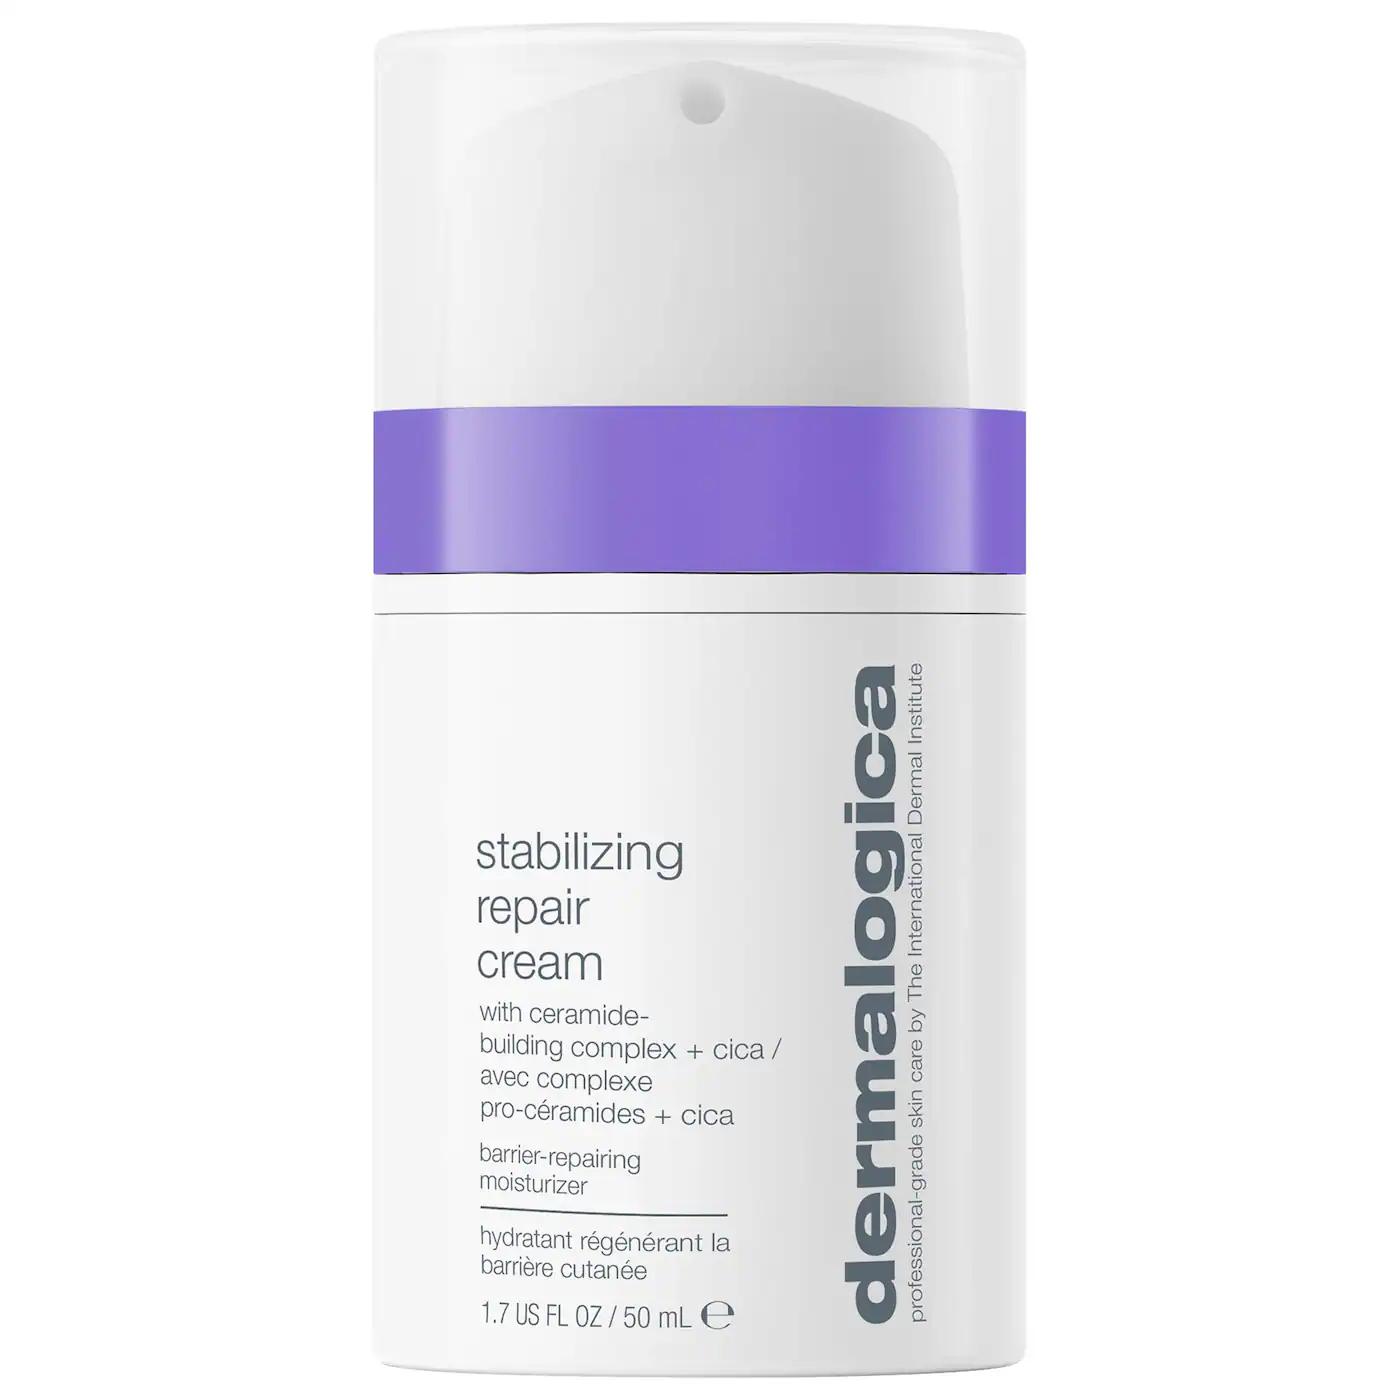 stabilizing
repair
cream
with ceramide-
building complex + cica /
avec complexe
pro-céramides + cica
barrier-repairing
moisturizer
hydratant régénérant la
barrière cutanée
1.7 US FL OZ / 50 mL ℮
dermalogica
professional-grade skin care by The International Dermal Institute